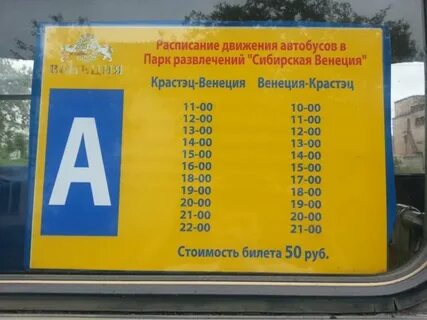 Расписание движения автобусов в
Парк развлечений "Сибирская Венеция"
ВЕНЕЦИЯ
Крастэц-Венеция Венеция-Крастэц
А
11-00 10-00
12-00 11-00
13-00 12-00
14-00 13-00
15-00 14-00
16-00 15-00
18-00 17-00
19-00 18-00
20-00 19-00
21-00 20-00
22-00 21-00
Стоимость билета 50 руб.